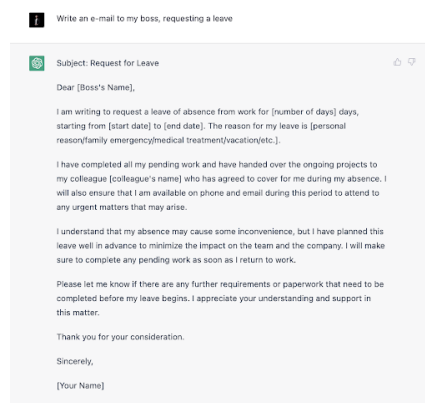 Write an e-mail to my boss, requesting a leave
Subject: Request for Leave
Dear [Boss's Name],
I am writing to request a leave of absence from work for [number of days] days,
starting from [start date] to [end date]. The reason for my leave is [personal
reason/family emergency/medical treatment/vacation/etc.].
I have completed all my pending work and have handed over the ongoing projects to
my colleague [colleague's name] who has agreed to cover for me during my absence. I
will also ensure that I am available on phone and email during this period to attend to
any urgent matters that may arise.
I understand that my absence may cause some inconvenience, but I have planned this
leave well in advance to minimize the impact on the team and the company. I will make
sure to complete any pending work as soon as I return to work.
Please let me know if there are any further requirements or paperwork that need to be
completed before my leave begins. I appreciate your understanding and support in
this matter.
Thank you for your consideration.
Sincerely,
[Your Name]